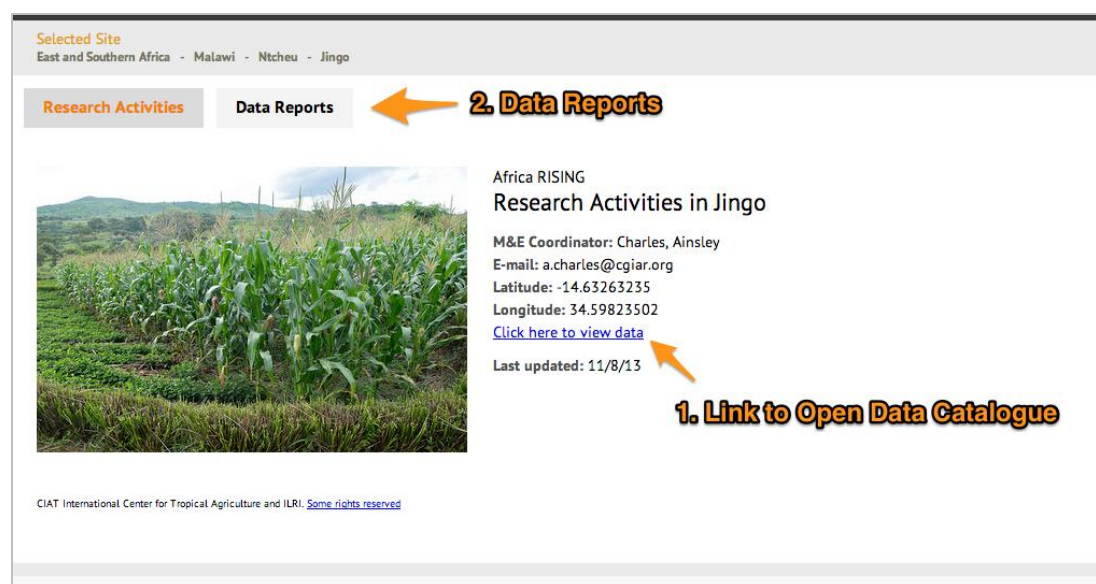 Selected Site
East and Southern Africa - Malawi - Ntcheu - Jingo
Research Activities
Data Reports
2. Data Reports
Africa RISING
Research Activities in Jingo
M&E Coordinator: Charles, Ainsley
E-mail: a.charles@cgiar.org
Latitude: -14.63263235
Longitude: 34.59823502
Click here to view data
Last updated: 11/8/13
1. Link to Open Data Catalogue
CIAT International Center for Tropical Agriculture and ILRI. Some rights reserved